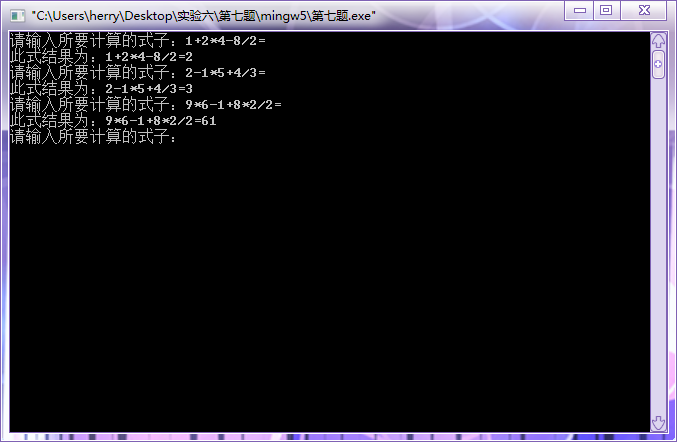 "C:\Users\herry\Desktop\实验六\第七题\mingw5\第七题.exe"
请输入所要计算的式子：1+2*4-8/2=
此式结果为：1+2*4-8/2=2
请输入所要计算的式子：2-1*5+4/3=
此式结果为：2-1*5+4/3=3
请输入所要计算的式子：9*6-1+8*2/2=
此式结果为：9*6-1+8*2/2=61
请输入所要计算的式子：